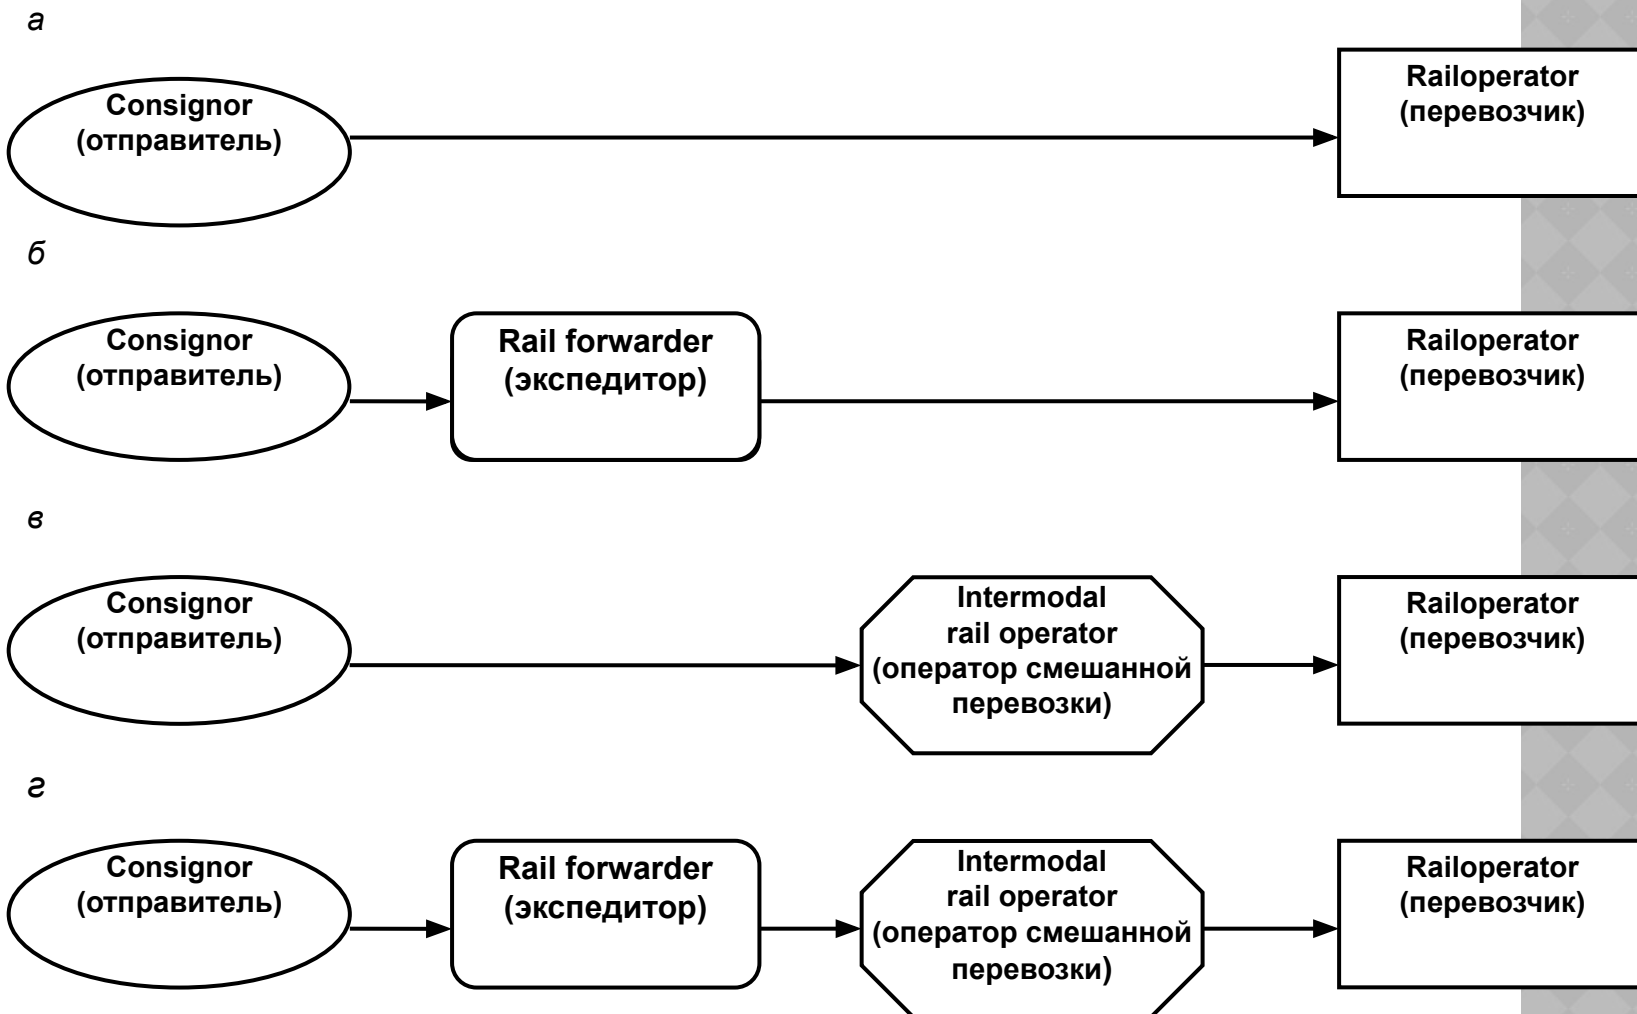 а
Consignor
(отправитель)
Railoperator
(перевозчик)
б
Consignor
(отправитель)
Rail forwarder
(экспедитор)
Railoperator
(перевозчик)
в
Consignor
(отправитель)
Intermodal
rail operator
(оператор смешанной
перевозки)
Railoperator
(перевозчик)
г
Consignor
(отправитель)
Rail forwarder
(экспедитор)
Intermodal
rail operator
(оператор смешанной
перевозки)
Railoperator
(перевозчик)